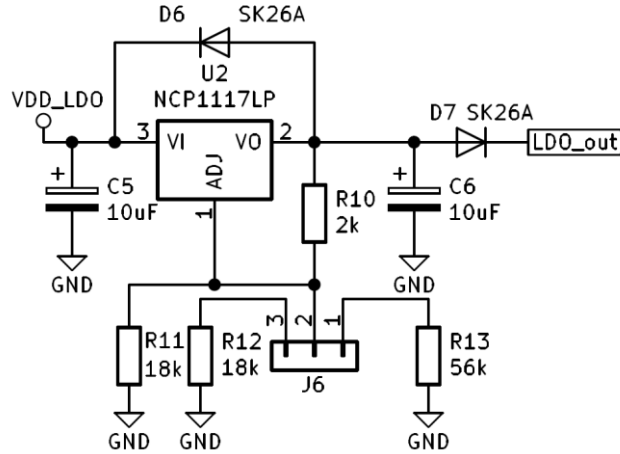 D6 SK26A
U2
VDD_LDO NCP1117LP
D7 SK26A
3 VI VO 2
LDO_out
ADJ
+ C5
10uF
1
R10
2k
+ C6
10uF
GND
GND
3 2 1
R11
18k
R12
18k
R13
56k
J6
GND
GND
GND